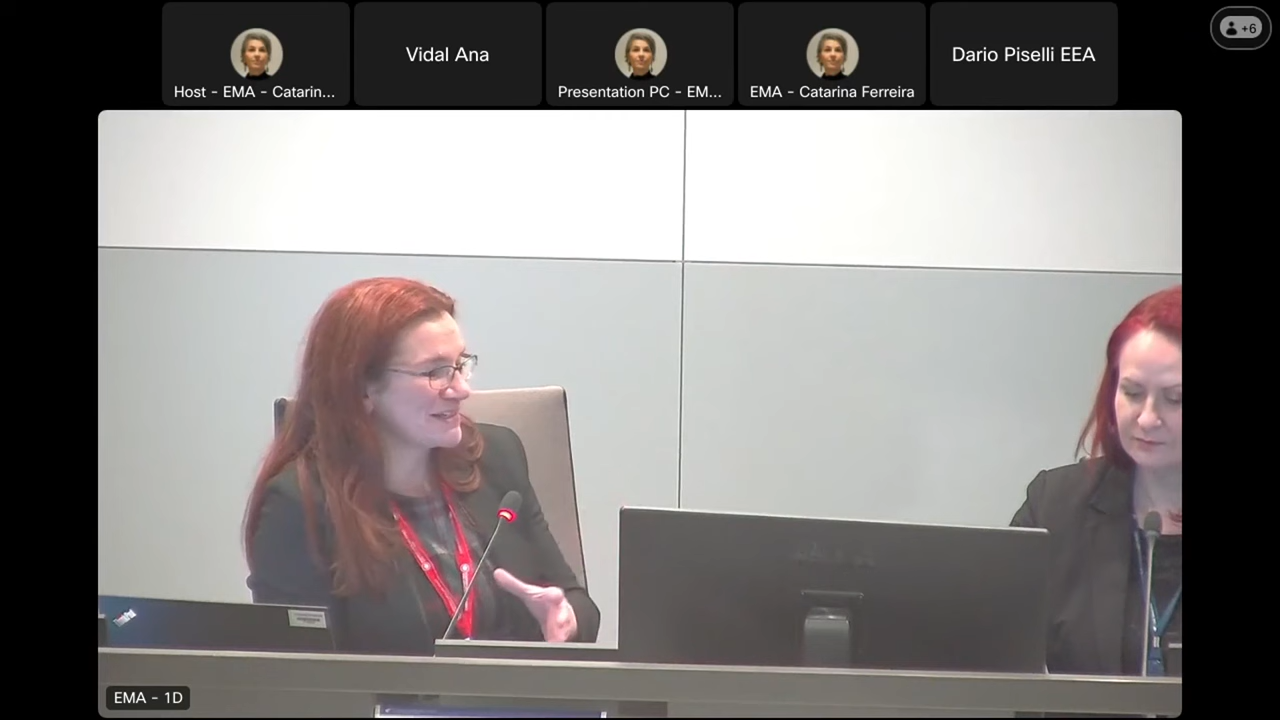 Host - EMA - Catarin...
Vidal Ana
Presentation PC - EM...
EMA - Catarina Ferreira
Dario Piselli EEA
+6
EMA - 1D